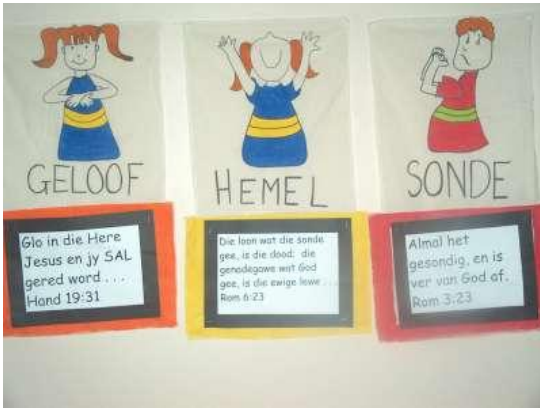 GELOOF
HEMEL
SONDE
Glo in die Here
Jesus en jy SAL
gered word . . .
Hand 19:31
Die loon wat die sonde
gee, is die dood; die
genadegawe wat God
gee, is die ewige lewe . . .
Rom 6:23
Almal het
gesondig, en is
ver van God af.
Rom 3:23